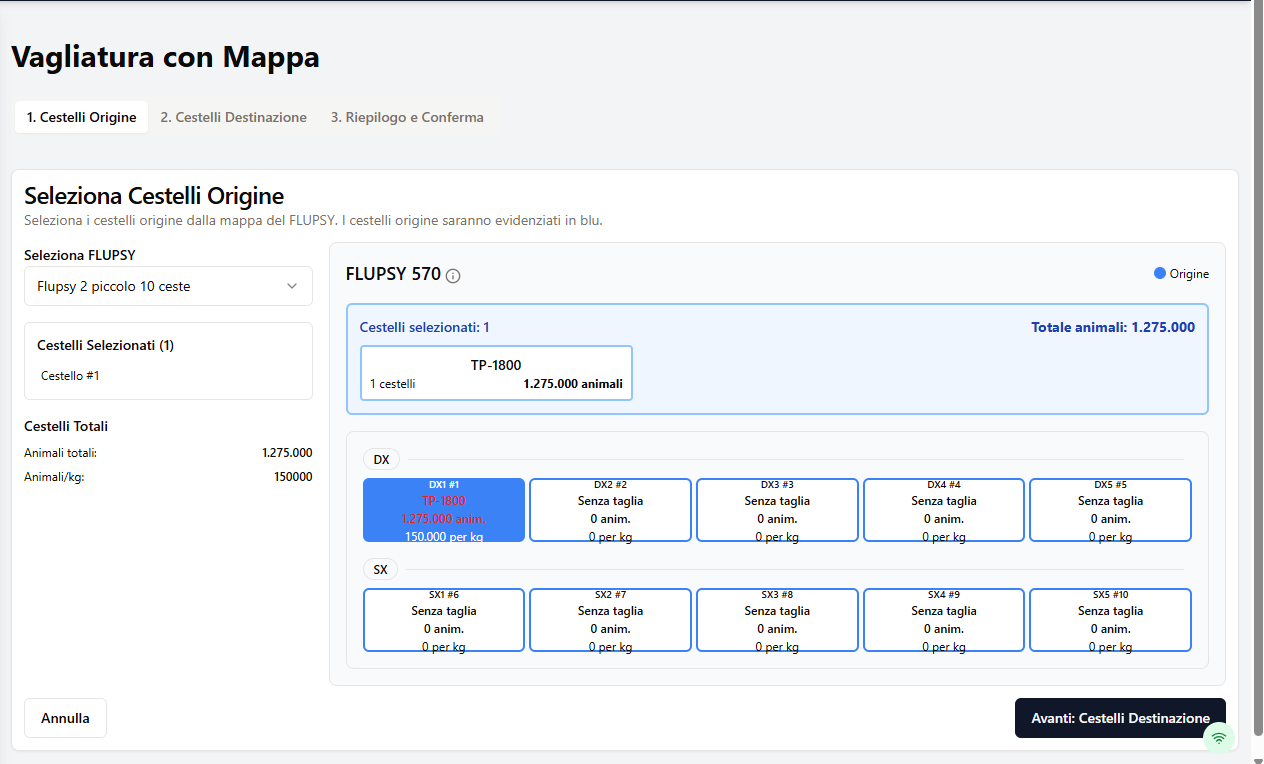 Vagliatura con Mappa
1. Cestelli Origine 2. Cestelli Destinazione 3. Riepilogo e Conferma
Seleziona Cestelli Origine
Seleziona i cestelli origine dalla mappa del FLUPSY. I cestelli origine saranno evidenziati in blu.
Seleziona FLUPSY
Flupsy 2 piccolo 10 ceste
Cestelli Selezionati (1)
Cestello #1
Cestelli Totali
Animali totali: 1.275.000
Animali/kg: 150000
FLUPSY 570
Origine
Cestelli selezionati: 1 Totale animali: 1.275.000
TP-1800
1 cestelli 1.275.000 animali
DX
DX1 #1 DX2 #2 DX3 #3 DX4 #4 DX5 #5
TP-1800 Senza taglia Senza taglia Senza taglia Senza taglia
1.275.000 anim. 0 anim. 0 anim. 0 anim. 0 anim.
150.000 per kg 0 per kg 0 per kg 0 per kg 0 per kg
SX
SX1 #6 SX2 #7 SX3 #8 SX4 #9 SX5 #10
Senza taglia Senza taglia Senza taglia Senza taglia Senza taglia
0 anim. 0 anim. 0 anim. 0 anim. 0 anim.
0 per kg 0 per kg 0 per kg 0 per kg 0 per kg
Annulla
Avanti: Cestelli Destinazione